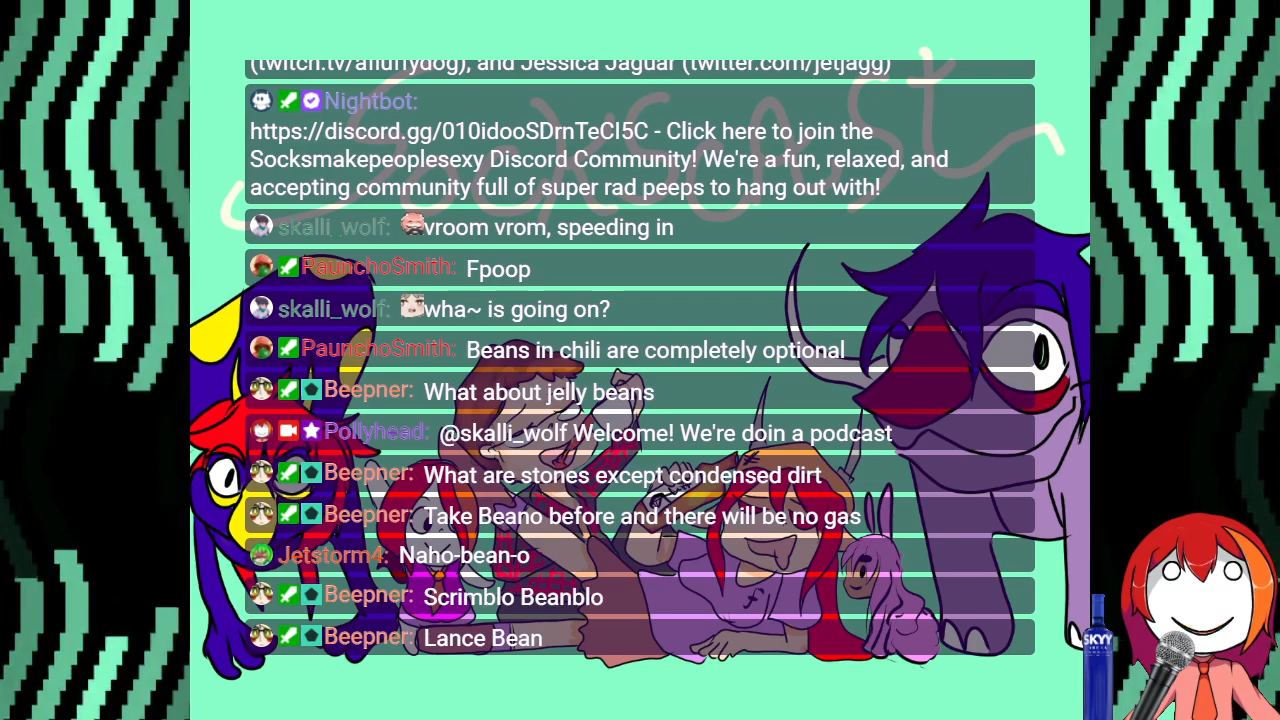 (twitch.tv/afluffydog), and Jessica Jaguar (twitter.com/jetjagg)
Sockscast
Nightbot:
https://discord.gg/010idooSDrnTeCI5C - Click here to join the
Socksmakepeoplesexy Discord Community! We're a fun, relaxed, and
accepting community full of super rad peeps to hang out with!
skalli_wolf: vroom vrom, speeding in
PaunchoSmith: Fpoop
skalli_wolf: wha~ is going on?
PaunchoSmith: Beans in chili are completely optional
Beepner: What about jelly beans
Pollyhead: @skalli_wolf Welcome! We're doin a podcast
Beepner: What are stones except condensed dirt
Beepner: Take Beano before and there will be no gas
Jetstorm4: Naho-bean-o
Beepner: Scrimblo Beanblo
Beepner: Lance Bean
SKYY